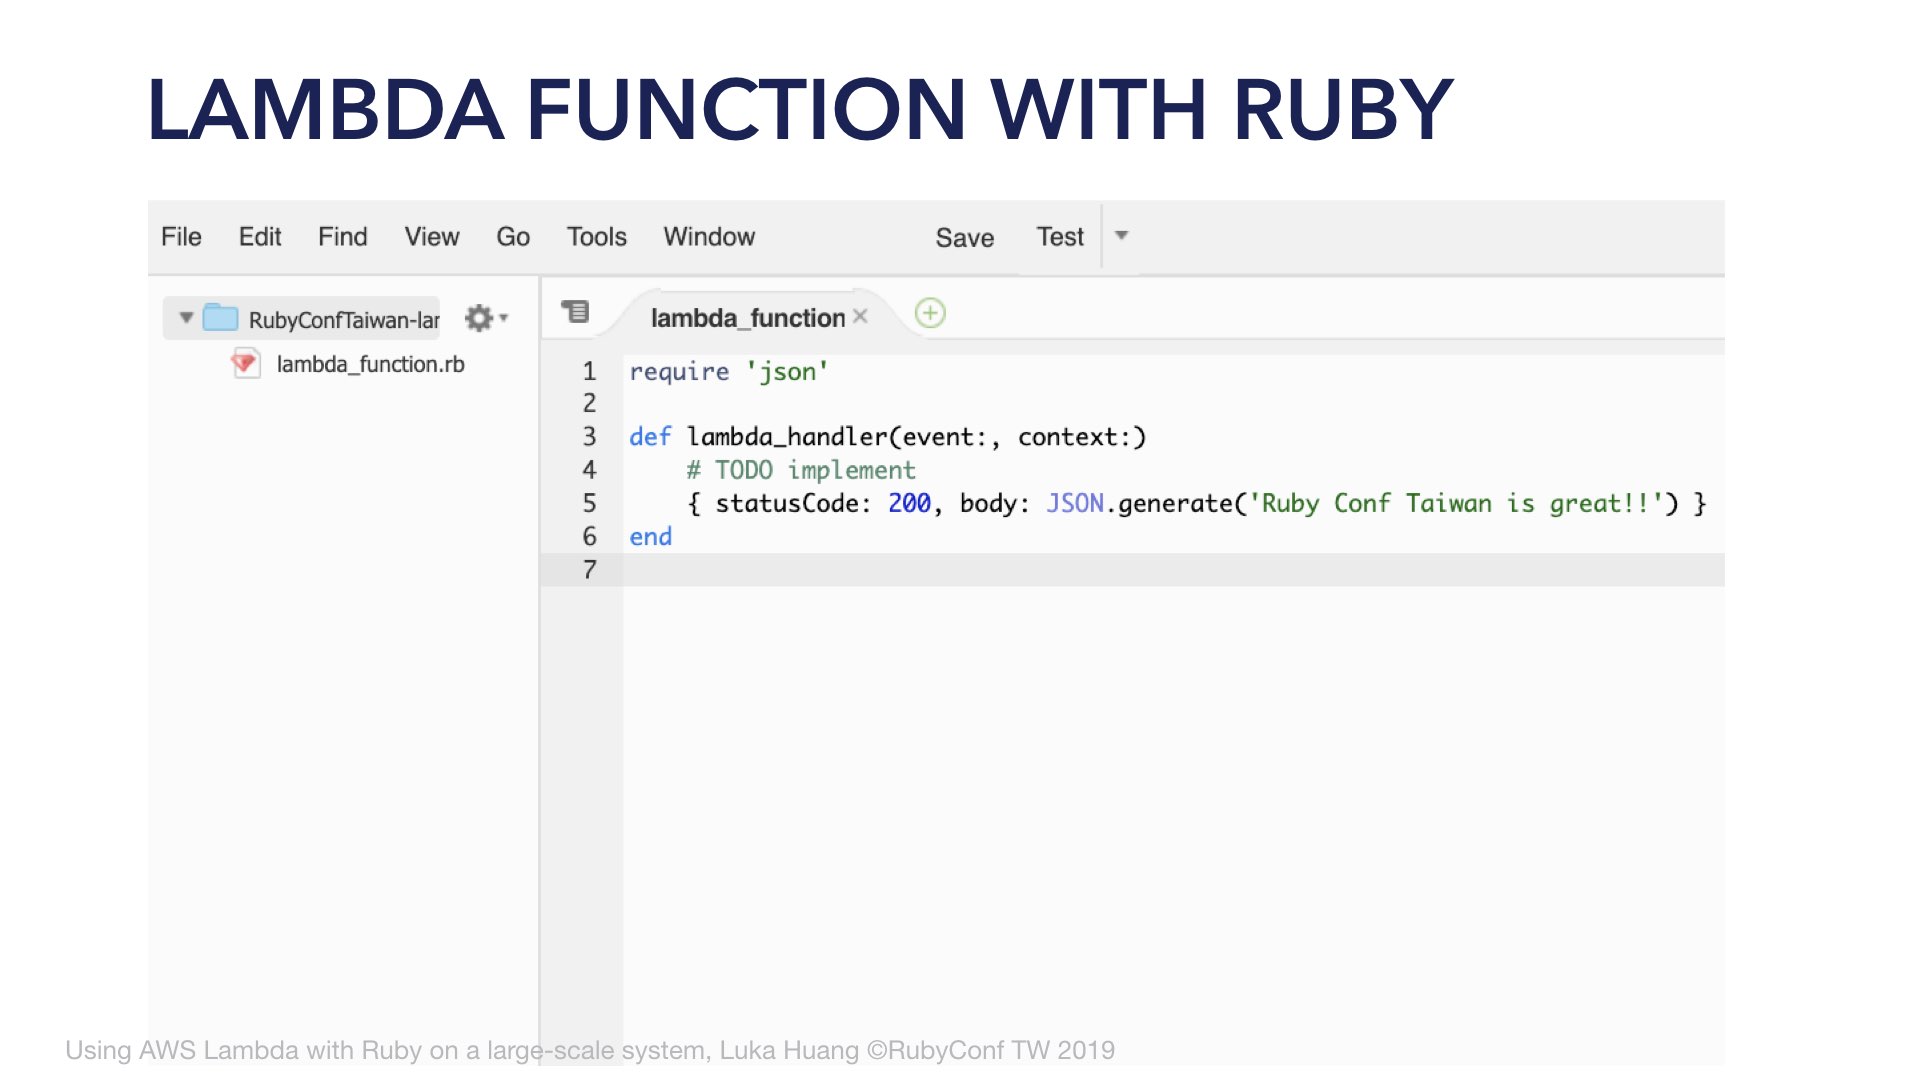 LAMBDA FUNCTION WITH RUBY
File Edit Find View Go Tools Window Save Test
RubyConfTaiwan-lar
lambda_function.rb
lambda_function ×
1 require 'json'
2
3 def lambda_handler(event:, context:)
4     # TODO implement
5     { statusCode: 200, body: JSON.generate('Ruby Conf Taiwan is great!!') }
6 end
7
Using AWS Lambda with Ruby on a large-scale system, Luka Huang ©RubyConf TW 2019